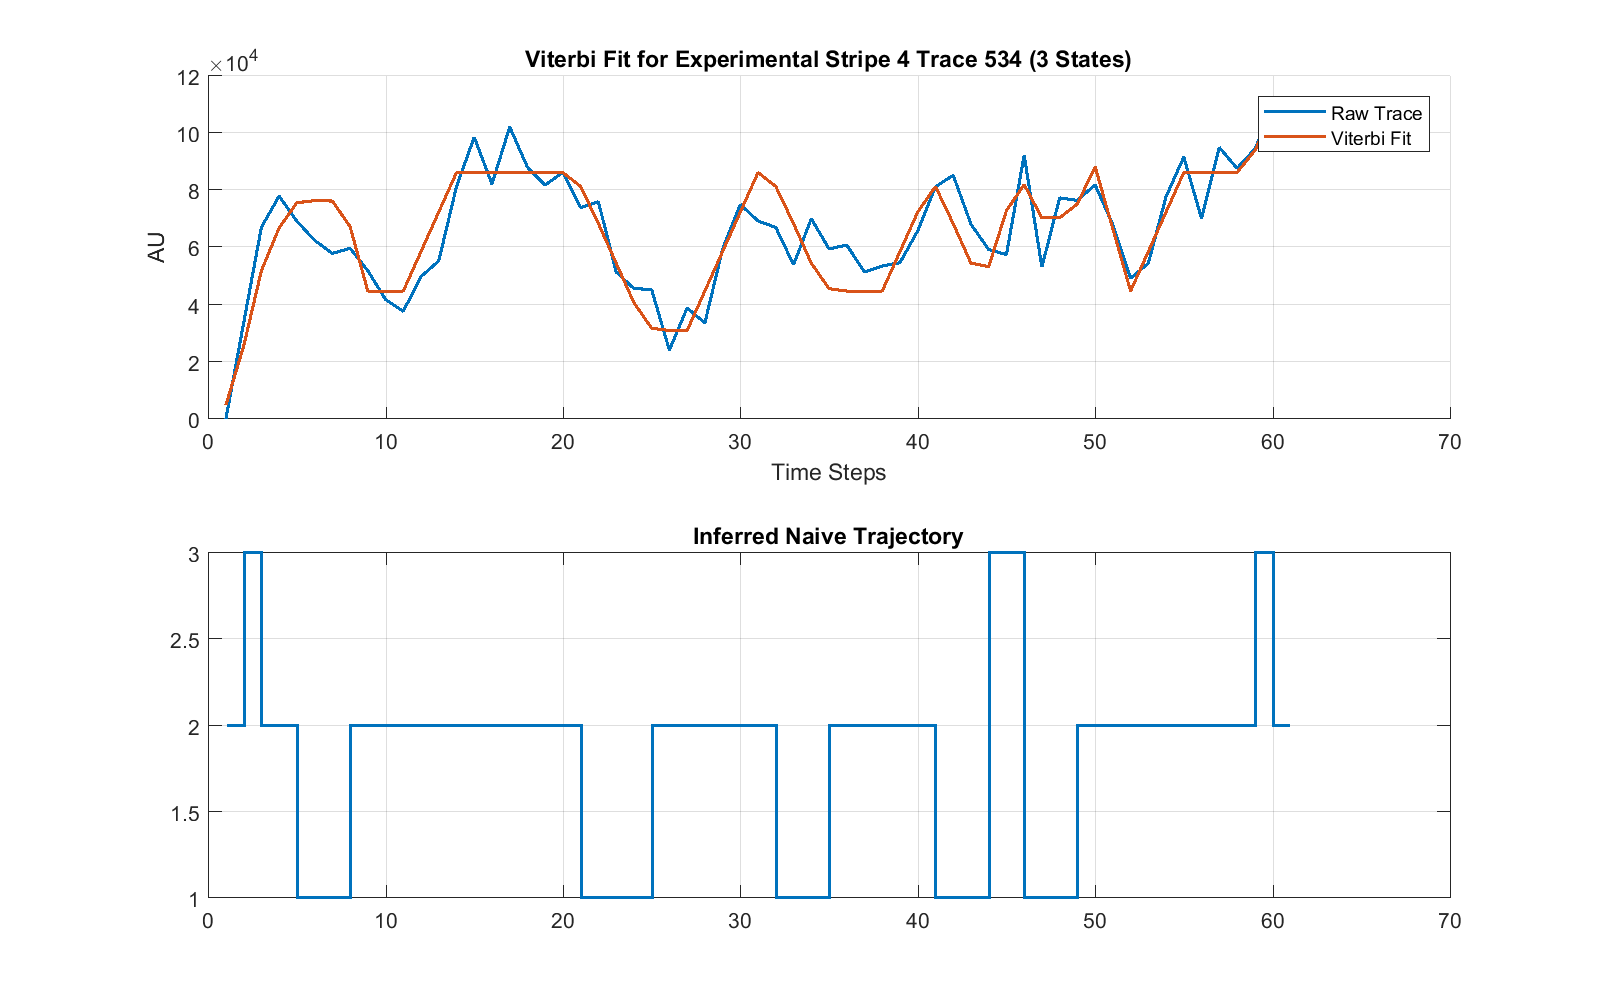 Viterbi Fit for Experimental Stripe 4 Trace 534 (3 States)
×10⁴
12
10
8
6
4
2
0
AU
Raw Trace
Viterbi Fit
0 10 20 30 40 50 60 70
Time Steps
Inferred Naive Trajectory
3
2.5
2
1.5
1
0 10 20 30 40 50 60 70